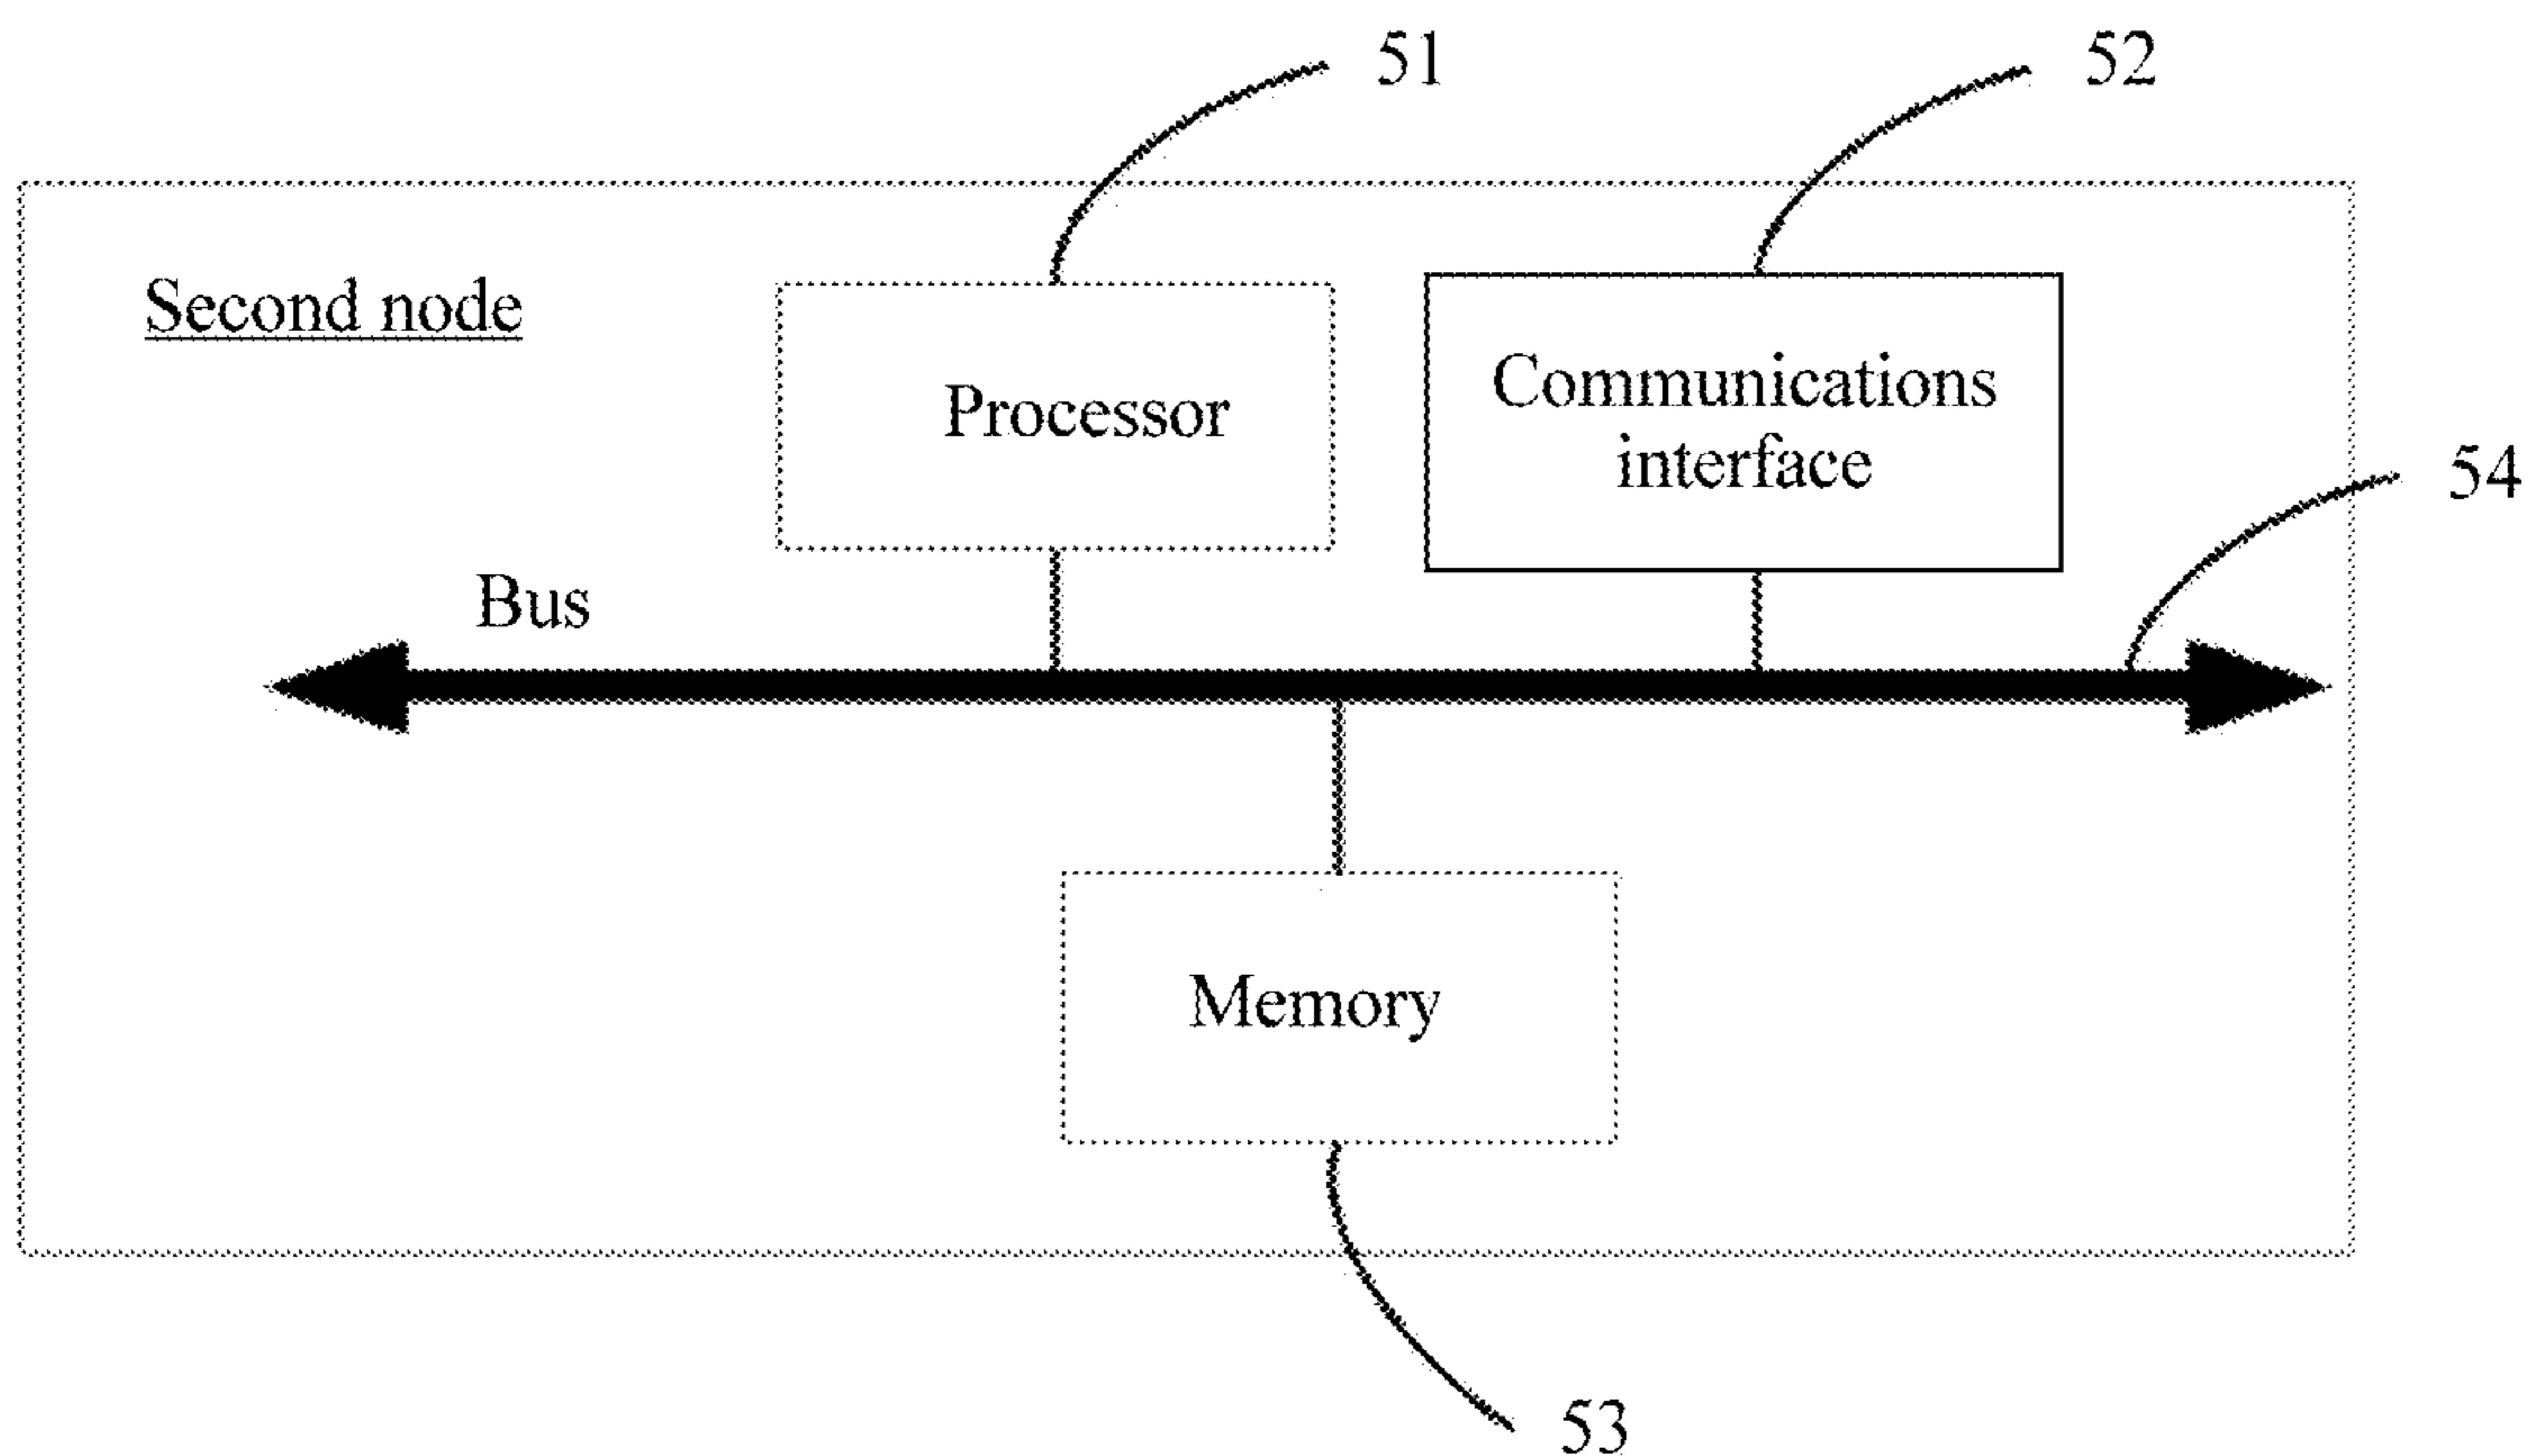 51
52
Second node
Processor
Communications
interface
54
Bus
Memory
53